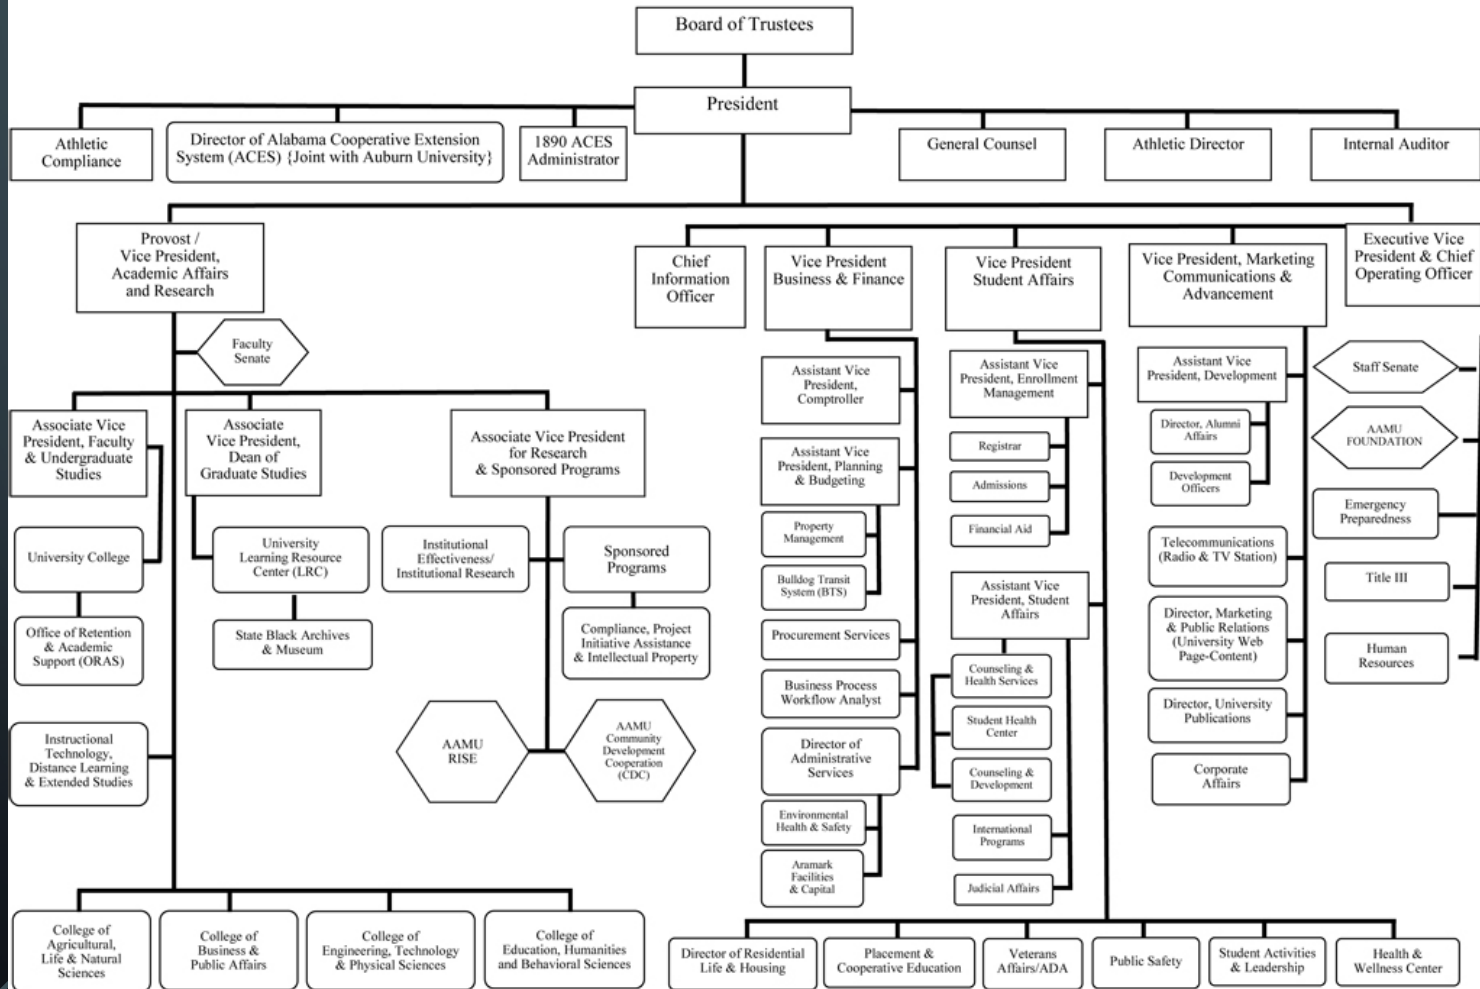 Board of Trustees
President
Athletic
Compliance
Director of Alabama Cooperative Extension
System (ACES) {Joint with Auburn University}
1890 ACES
Administrator
General Counsel
Athletic Director
Internal Auditor
Provost /
Vice President,
Academic Affairs
and Research
Chief
Information
Officer
Vice President
Business & Finance
Vice President
Student Affairs
Vice President, Marketing
Communications &
Advancement
Executive Vice
President & Chief
Operating Officer
Faculty
Senate
Associate Vice
President, Faculty
& Undergraduate
Studies
Associate
Vice President,
Dean of
Graduate Studies
Associate Vice President
for Research
& Sponsored Programs
University College
Office of Retention
& Academic
Support (ORAS)
University
Learning Resource
Center (LRC)
State Black Archives
& Museum
Institutional
Effectiveness/
Institutional Research
Sponsored
Programs
Compliance, Project
Initiative Assistance
& Intellectual Property
AAMU
RISE
AAMU
Community
Development
Cooperation
(CDC)
Instructional
Technology,
Distance Learning
& Extended Studies
College of
Agricultural,
Life & Natural
Sciences
College of
Business &
Public Affairs
College of
Engineering, Technology
& Physical Sciences
College of
Education, Humanities
and Behavioral Sciences
Assistant Vice
President,
Comptroller
Assistant Vice
President, Planning
& Budgeting
Property
Management
Bulldog Transit
System (BTS)
Procurement Services
Business Process
Workflow Analyst
Director of
Administrative
Services
Environmental
Health & Safety
Aramark
Facilities
& Capital
Assistant Vice
President, Enrollment
Management
Registrar
Admissions
Financial Aid
Assistant Vice
President, Student
Affairs
Counseling &
Health Services
Student Health
Center
Counseling &
Development
International
Programs
Judicial Affairs
Assistant Vice
President, Development
Director, Alumni
Affairs
Development
Officers
Telecommunications
(Radio & TV Station)
Director, Marketing
& Public Relations
(University Web
Page-Content)
Director, University
Publications
Corporate
Affairs
Staff Senate
AAMU
FOUNDATION
Emergency
Preparedness
Title III
Human
Resources
Director of Residential
Life & Housing
Placement &
Cooperative Education
Veterans
Affairs/ADA
Public Safety
Student Activities
& Leadership
Health &
Wellness Center